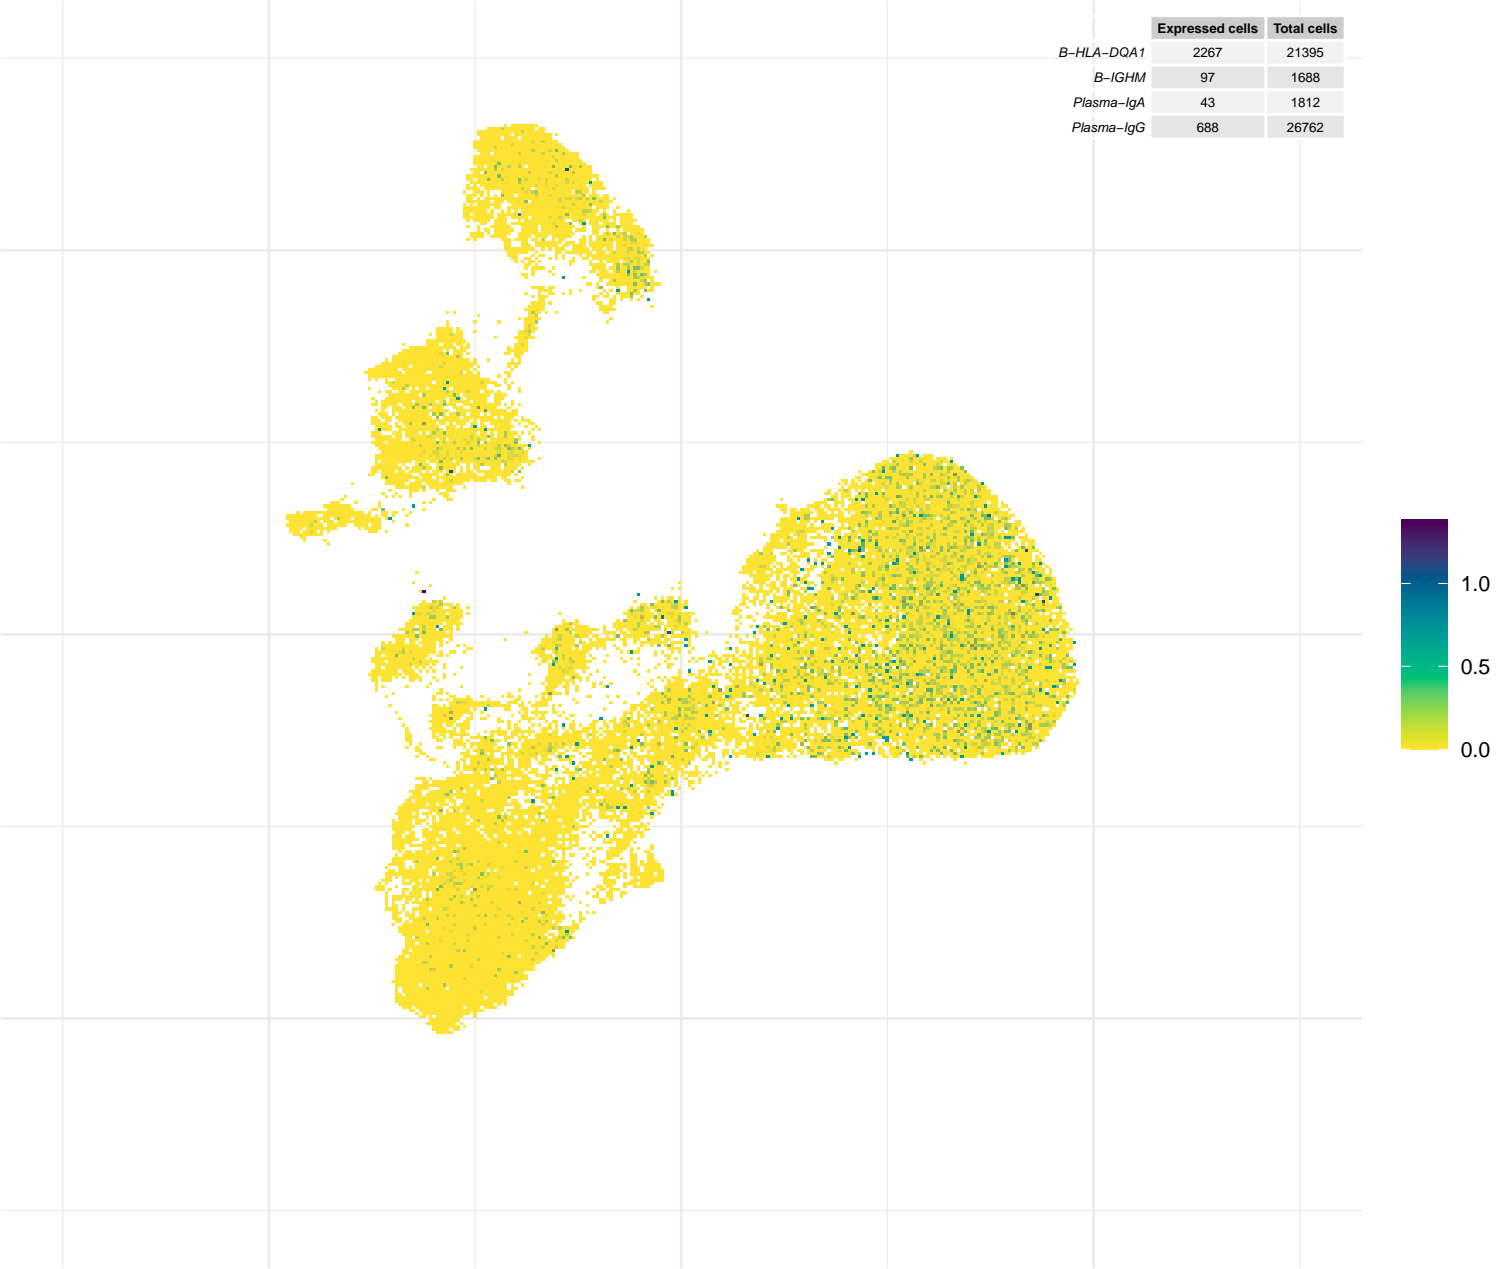 Expressed cells Total cells
B−HLA−DQA1 2267 21395
B−IGHM 97 1688
Plasma−IgA 43 1812
Plasma−IgG 688 26762
1.0
0.5
0.0